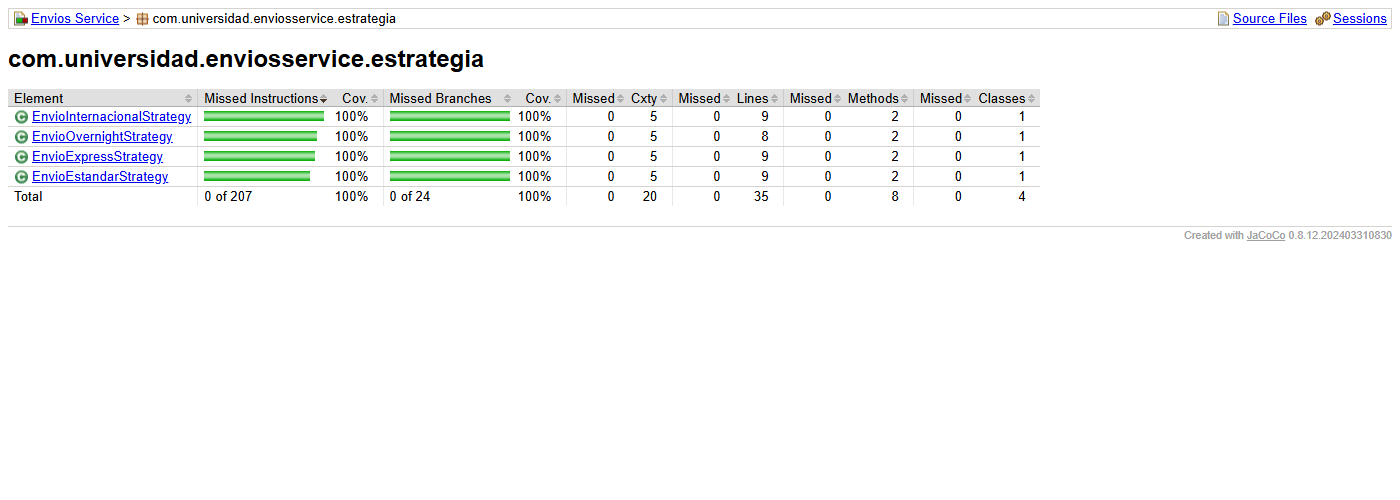 Envios Service > com.universidad.enviosservice.estrategia Source Files Sessions
com.universidad.enviosservice.estrategia
Element Missed Instructions Cov. Missed Branches Cov. Missed Cxty Missed Lines Missed Methods Missed Classes
C EnvioInternacionalStrategy 100% 100% 0 5 0 9 0 2 0 1
C EnvioOvernightStrategy 100% 100% 0 5 0 8 0 2 0 1
C EnvioExpressStrategy 100% 100% 0 5 0 9 0 2 0 1
C EnvioEstandarStrategy 100% 100% 0 5 0 9 0 2 0 1
Total 0 of 207 100% 0 of 24 100% 0 20 0 35 0 8 0 4
Created with JaCoCo 0.8.12.202403310830